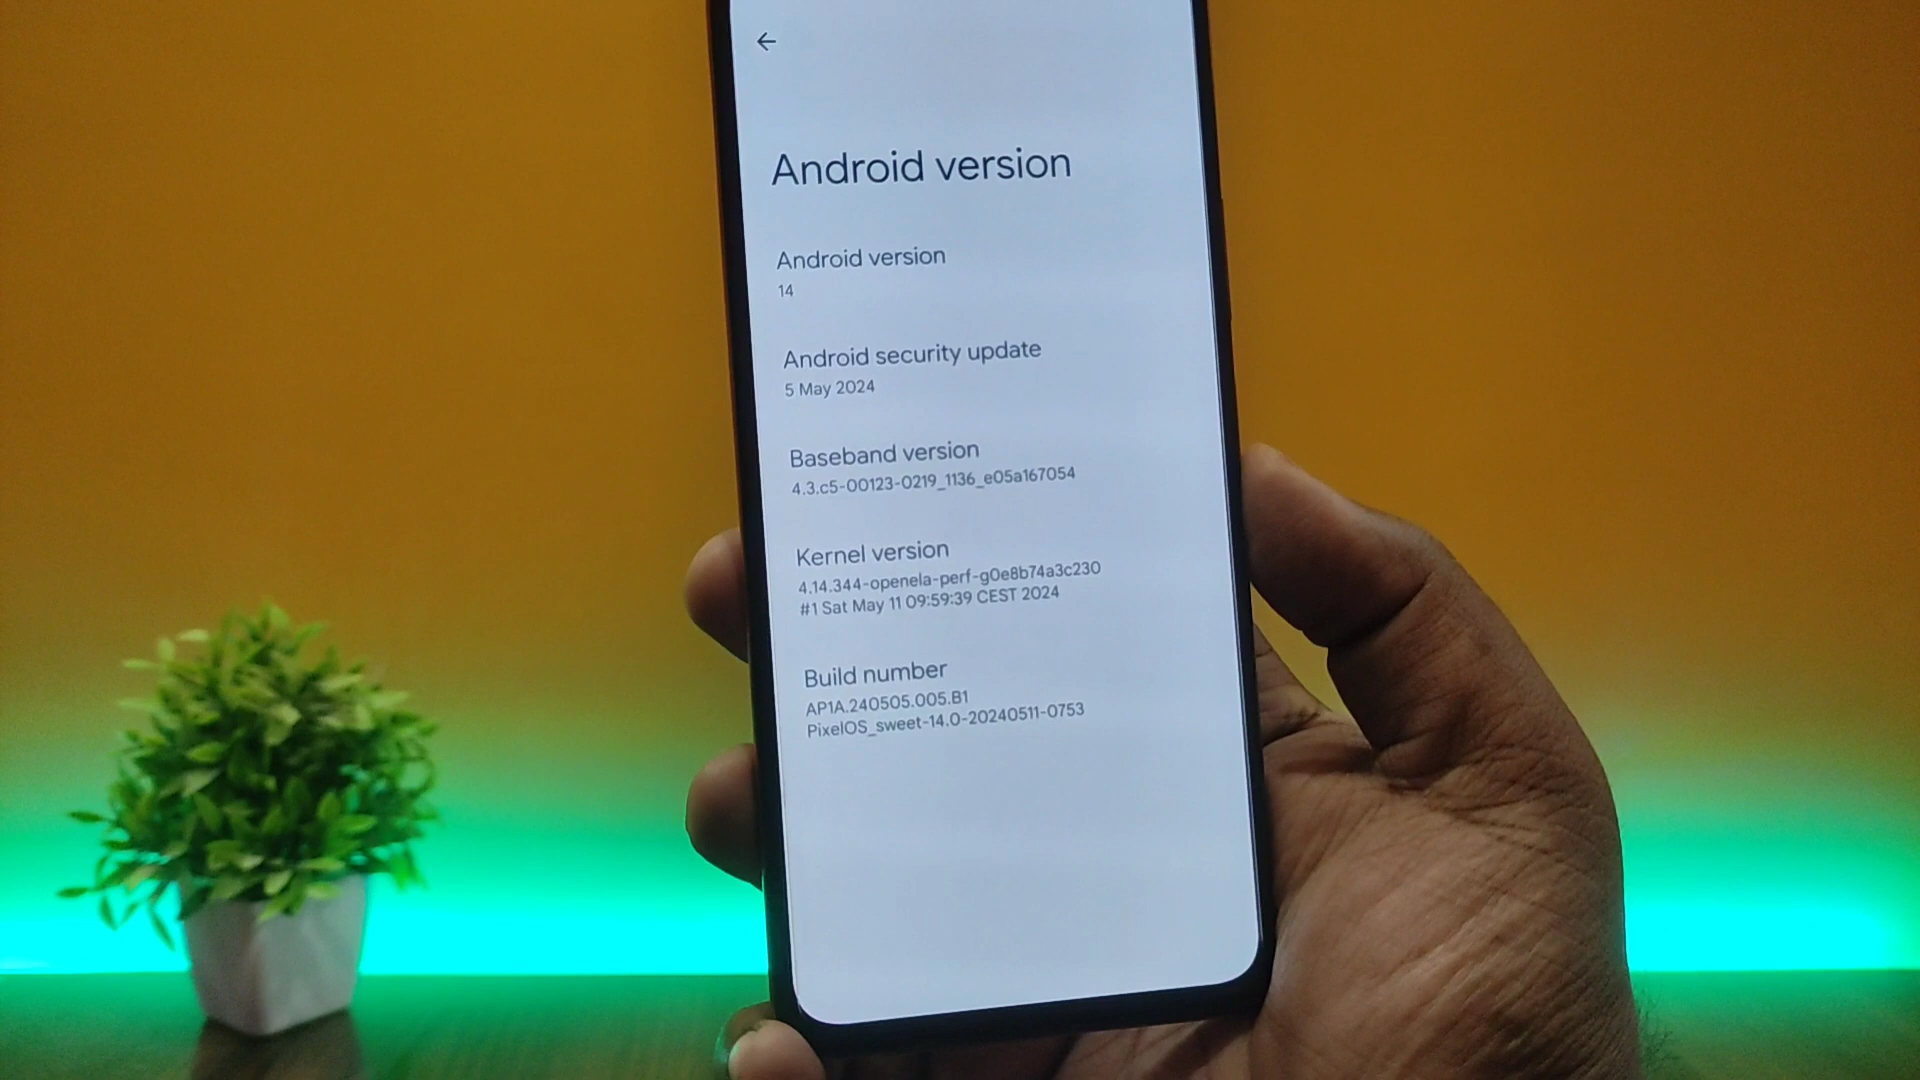 Android version
Android version
14
Android security update
5 May 2024
Baseband version
4.3.c5-00123-0219_1136_e05a167054
Kernel version
4.14.344-openela-perf-g0e8b74a3c230
#1 Sat May 11 09:59:39 CEST 2024
Build number
AP1A.240505.005.B1
PixelOS_sweet-14.0-20240511-0753